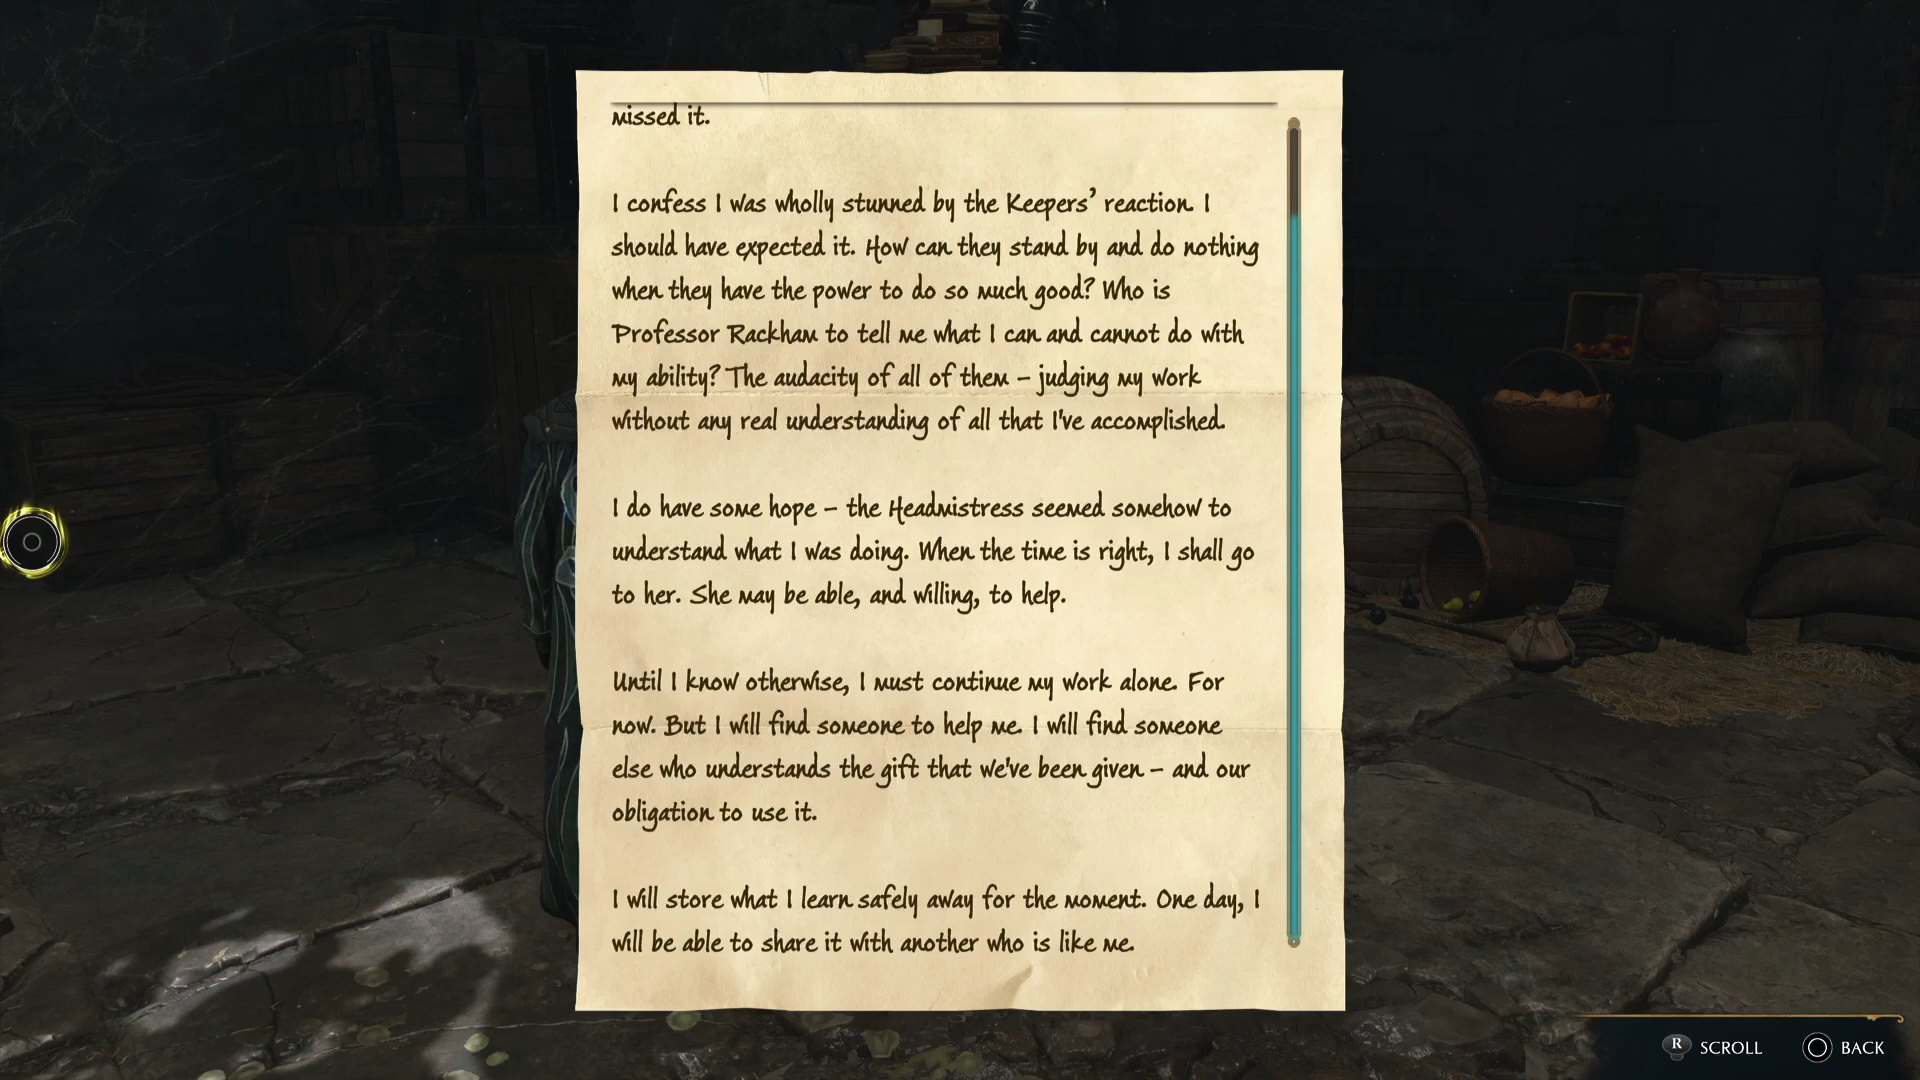 missed it.
I confess I was wholly stunned by the Keepers' reaction. I
should have expected it. How can they stand by and do nothing
when they have the power to do so much good? Who is
Professor Rackham to tell me what I can and cannot do with
my ability? The audacity of all of them – judging my work
without any real understanding of all that I've accomplished.
I do have some hope – the Headmistress seemed somehow to
understand what I was doing. When the time is right, I shall go
to her. She may be able, and willing, to help.
Until I know otherwise, I must continue my work alone. For
now. But I will find someone to help me. I will find someone
else who understands the gift that we've been given – and our
obligation to use it.
I will store what I learn safely away for the moment. One day, I
will be able to share it with another who is like me.
R SCROLL
BACK